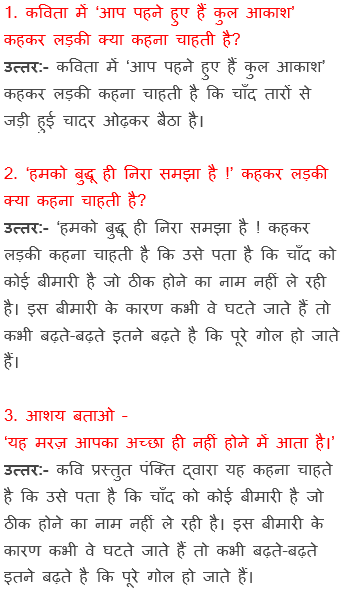 1. कविता में ‘आप पहने हुए हैं कुल आकाश’
कहकर लड़की क्या कहना चाहती है?
उत्तर:- कविता में ‘आप पहने हुए हैं कुल आकाश’
कहकर लड़की कहना चाहती है कि चाँद तारों से
जड़ी हुई चादर ओढ़कर बैठा है।
2. ‘हमको बुद्धू ही निरा समझा है !’ कहकर लड़की
क्या कहना चाहती है?
उत्तर:- ‘हमको बुद्धू ही निरा समझा है ! कहकर
लड़की कहना चाहती है कि उसे पता है कि चाँद को
कोई बीमारी है जो ठीक होने का नाम नहीं ले रही
है। इस बीमारी के कारण कभी वे घटते जाते हैं तो
कभी बढ़ते-बढ़ते इतने बढ़ते है कि पूरे गोल हो जाते
हैं।
3. आशय बताओ –
‘यह मरज़ आपका अच्छा ही नहीं होने में आता है।’
उत्तर:- कवि प्रस्तुत पंक्ति द्वारा यह कहना चाहते
है कि उसे पता है कि चाँद को कोई बीमारी है जो
ठीक होने का नाम नहीं ले रही है। इस बीमारी के
कारण कभी वे घटते जाते हैं तो कभी बढ़ते-बढ़ते
इतने बढ़ते है कि पूरे गोल हो जाते हैं।